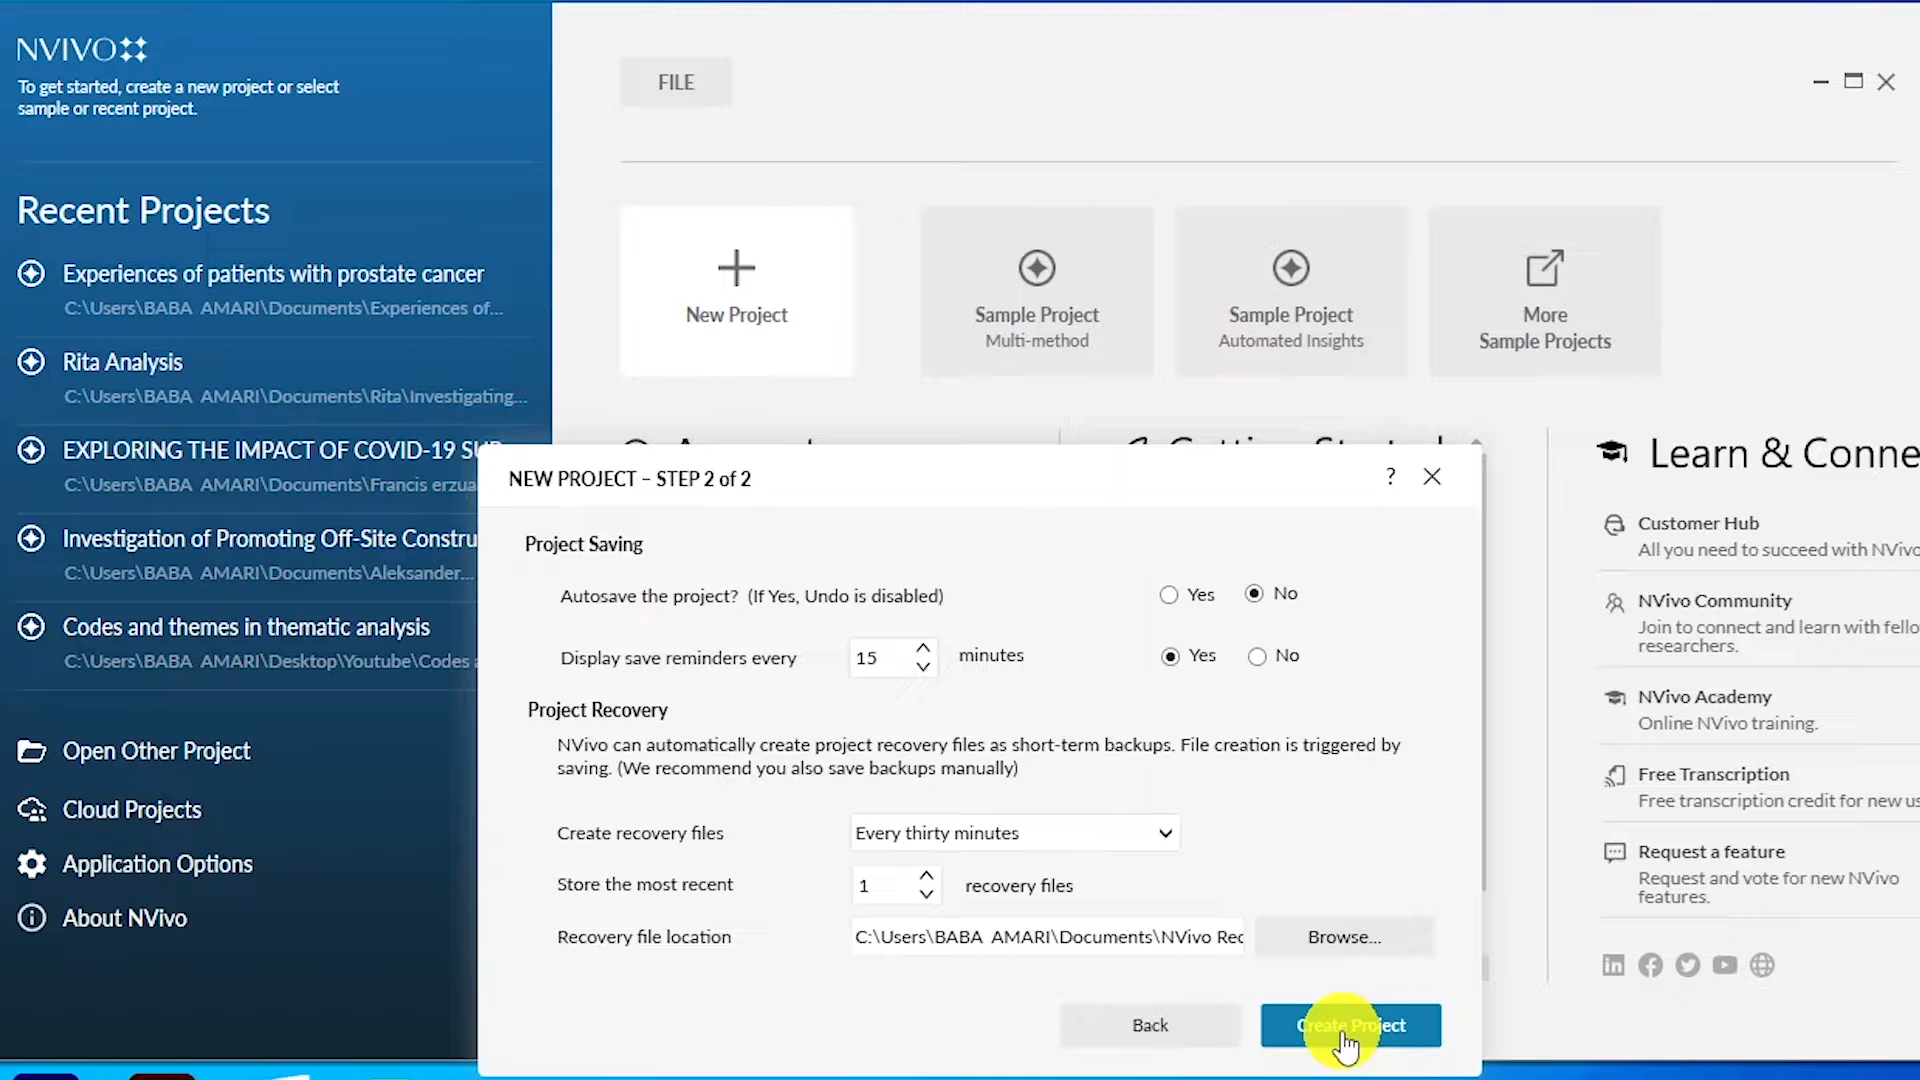 NVIVO
To get started, create a new project or select
sample or recent project.
Recent Projects
Experiences of patients with prostate cancer
C:\Users\BABA AMARI\Documents\Experiences of...
Rita Analysis
C:\Users\BABA AMARI\Documents\Rita\Investigating...
EXPLORING THE IMPACT OF COVID-19
C:\Users\BABA AMARI\Documents\Francis erzua
Investigation of Promoting Off-Site Constru
C:\Users\BABA AMARI\Documents\Aleksander...
Codes and themes in thematic analysis
C:\Users\BABA AMARI\Desktop\Youtube\Codes
Open Other Project
Cloud Projects
Application Options
About NVivo
FILE
New Project
Sample Project
Multi-method
Sample Project
Automated Insights
More
Sample Projects
NEW PROJECT – STEP 2 of 2
?
Project Saving
Autosave the project? (If Yes, Undo is disabled)
Yes No
Display save reminders every 15 minutes
Yes No
Project Recovery
NVivo can automatically create project recovery files as short-term backups. File creation is triggered by
saving. (We recommend you also save backups manually)
Create recovery files Every thirty minutes
Store the most recent 1 recovery files
Recovery file location C:\Users\BABA AMARI\Documents\NVivo Rec Browse...
Back Create Project
Learn & Conne
Customer Hub
All you need to succeed with NVivo
NVivo Community
Join to connect and learn with fello
researchers.
NVivo Academy
Online NVivo training.
Free Transcription
Free transcription credit for new us
Request a feature
Request and vote for new NVivo
features.